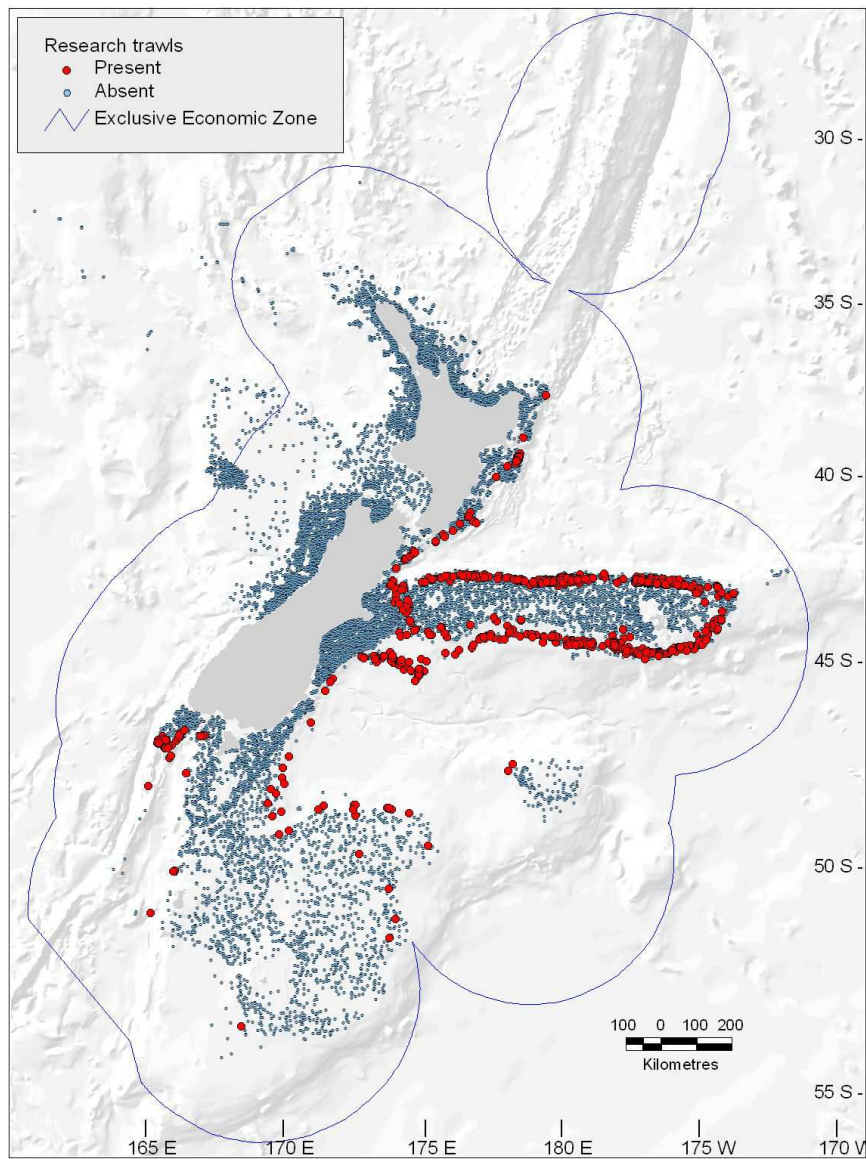 Research trawls
Present
Absent
Exclusive Economic Zone
30 S -
35 S -
40 S -
45 S -
50 S -
100 0 100 200
Kilometres
55 S -
165 E 170 E 175 E 180 E 175 W 170 W